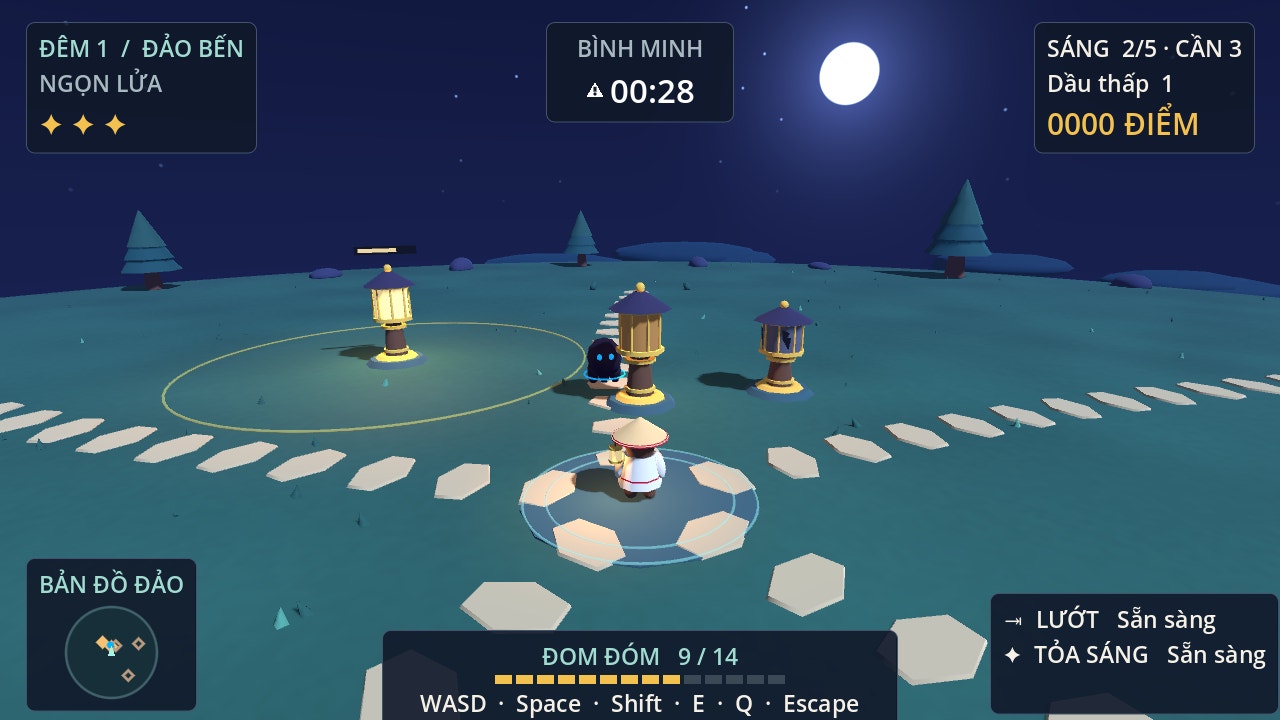 ĐÊM 1 / ĐẢO BẾN
NGỌN LỬA
BÌNH MINH
00:28
SÁNG 2/5 · CẦN 3
Dầu thấp 1
0000 ĐIỂM
BẢN ĐỒ ĐẢO
ĐOM ĐÓM 9 / 14
WASD · Space · Shift · E · Q · Escape
LƯỚT Sẵn sàng
TỎA SÁNG Sẵn sàng